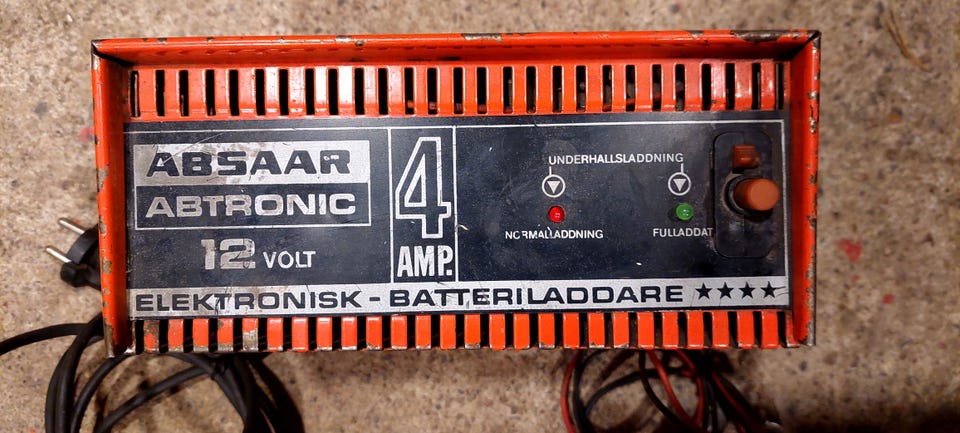 ABSAAR
ABTRONIC
12 VOLT
4
AMP.
UNDERHALLSLADDNING
NORMALLADDNING
FULLADDAT
ELEKTRONISK - BATTERILADDARE ★★★★